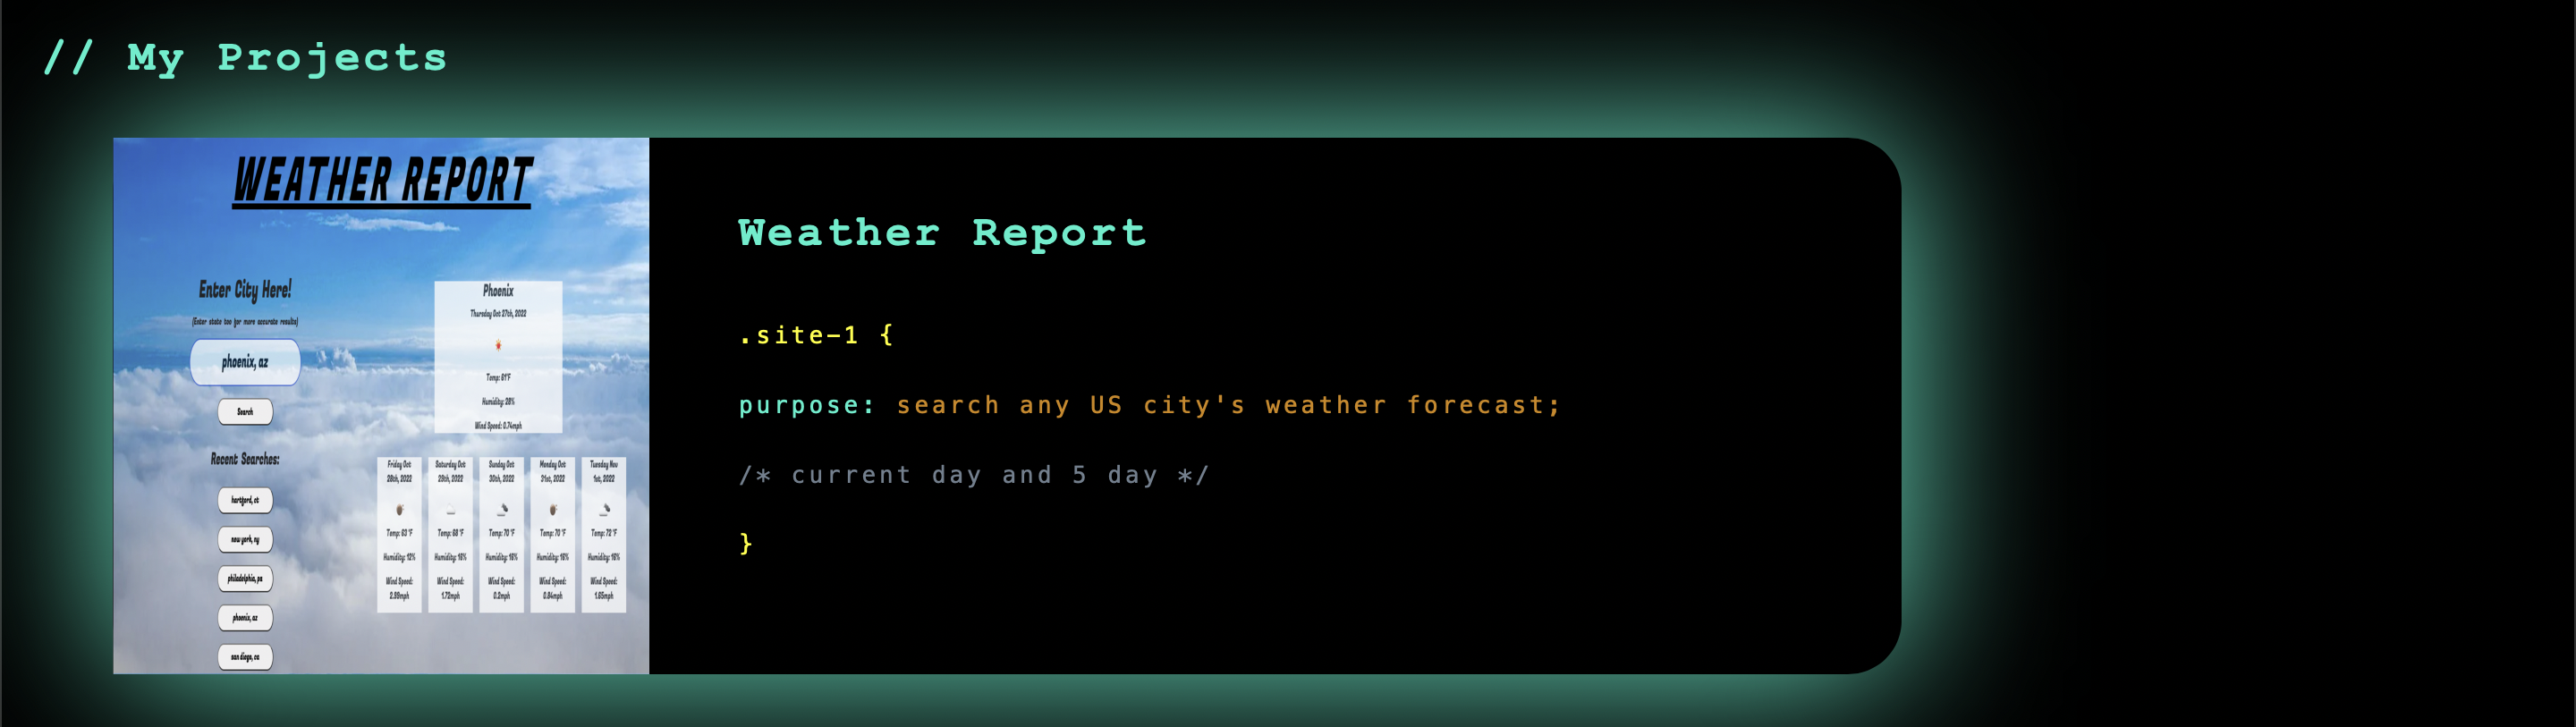 // My Projects
WEATHER REPORT
Enter City Here!
(Enter state too for more accurate results)
phoenix, az
Search
Recent Searches:
hartford, ct
new york, ny
philadelphia, pa
phoenix, az
san diego, ca
Phoenix
Thursday Oct 27th, 2022
Temp: 61°F
Humidity: 28%
Wind Speed: 0.74mph
Friday Oct
28th, 2022
Temp: 63 °F
Humidity: 12%
Wind Speed:
2.99mph
Saturday Oct
29th, 2022
Temp: 68 °F
Humidity: 16%
Wind Speed:
1.72mph
Sunday Oct
30th, 2022
Temp: 70 °F
Humidity: 16%
Wind Speed:
0.2mph
Monday Oct
31st, 2022
Temp: 70 °F
Humidity: 16%
Wind Speed:
0.84mph
Tuesday Nov
1st, 2022
Temp: 72 °F
Humidity: 16%
Wind Speed:
1.65mph
Weather Report
.site-1 {
purpose: search any US city's weather forecast;
/* current day and 5 day */
}